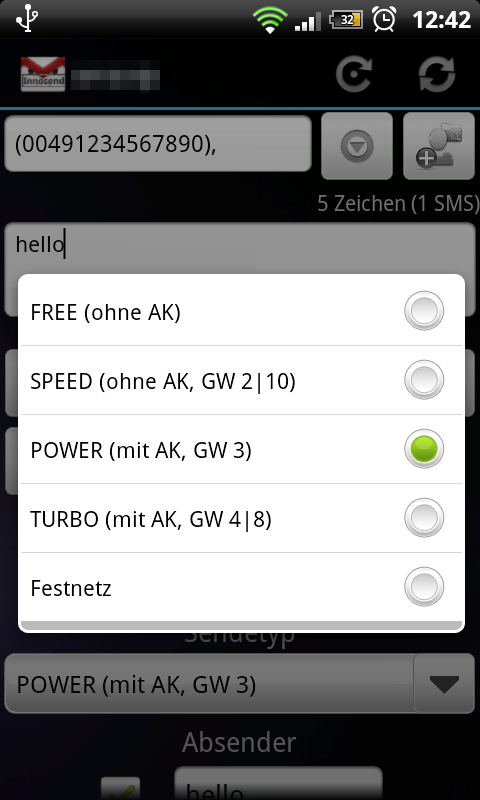 32
12:42
Innosend
(00491234567890),
5 Zeichen (1 SMS)
hello
FREE (ohne AK)
SPEED (ohne AK, GW 2|10)
POWER (mit AK, GW 3)
TURBO (mit AK, GW 4|8)
Festnetz
Sendetyp
POWER (mit AK, GW 3)
Absender
hello